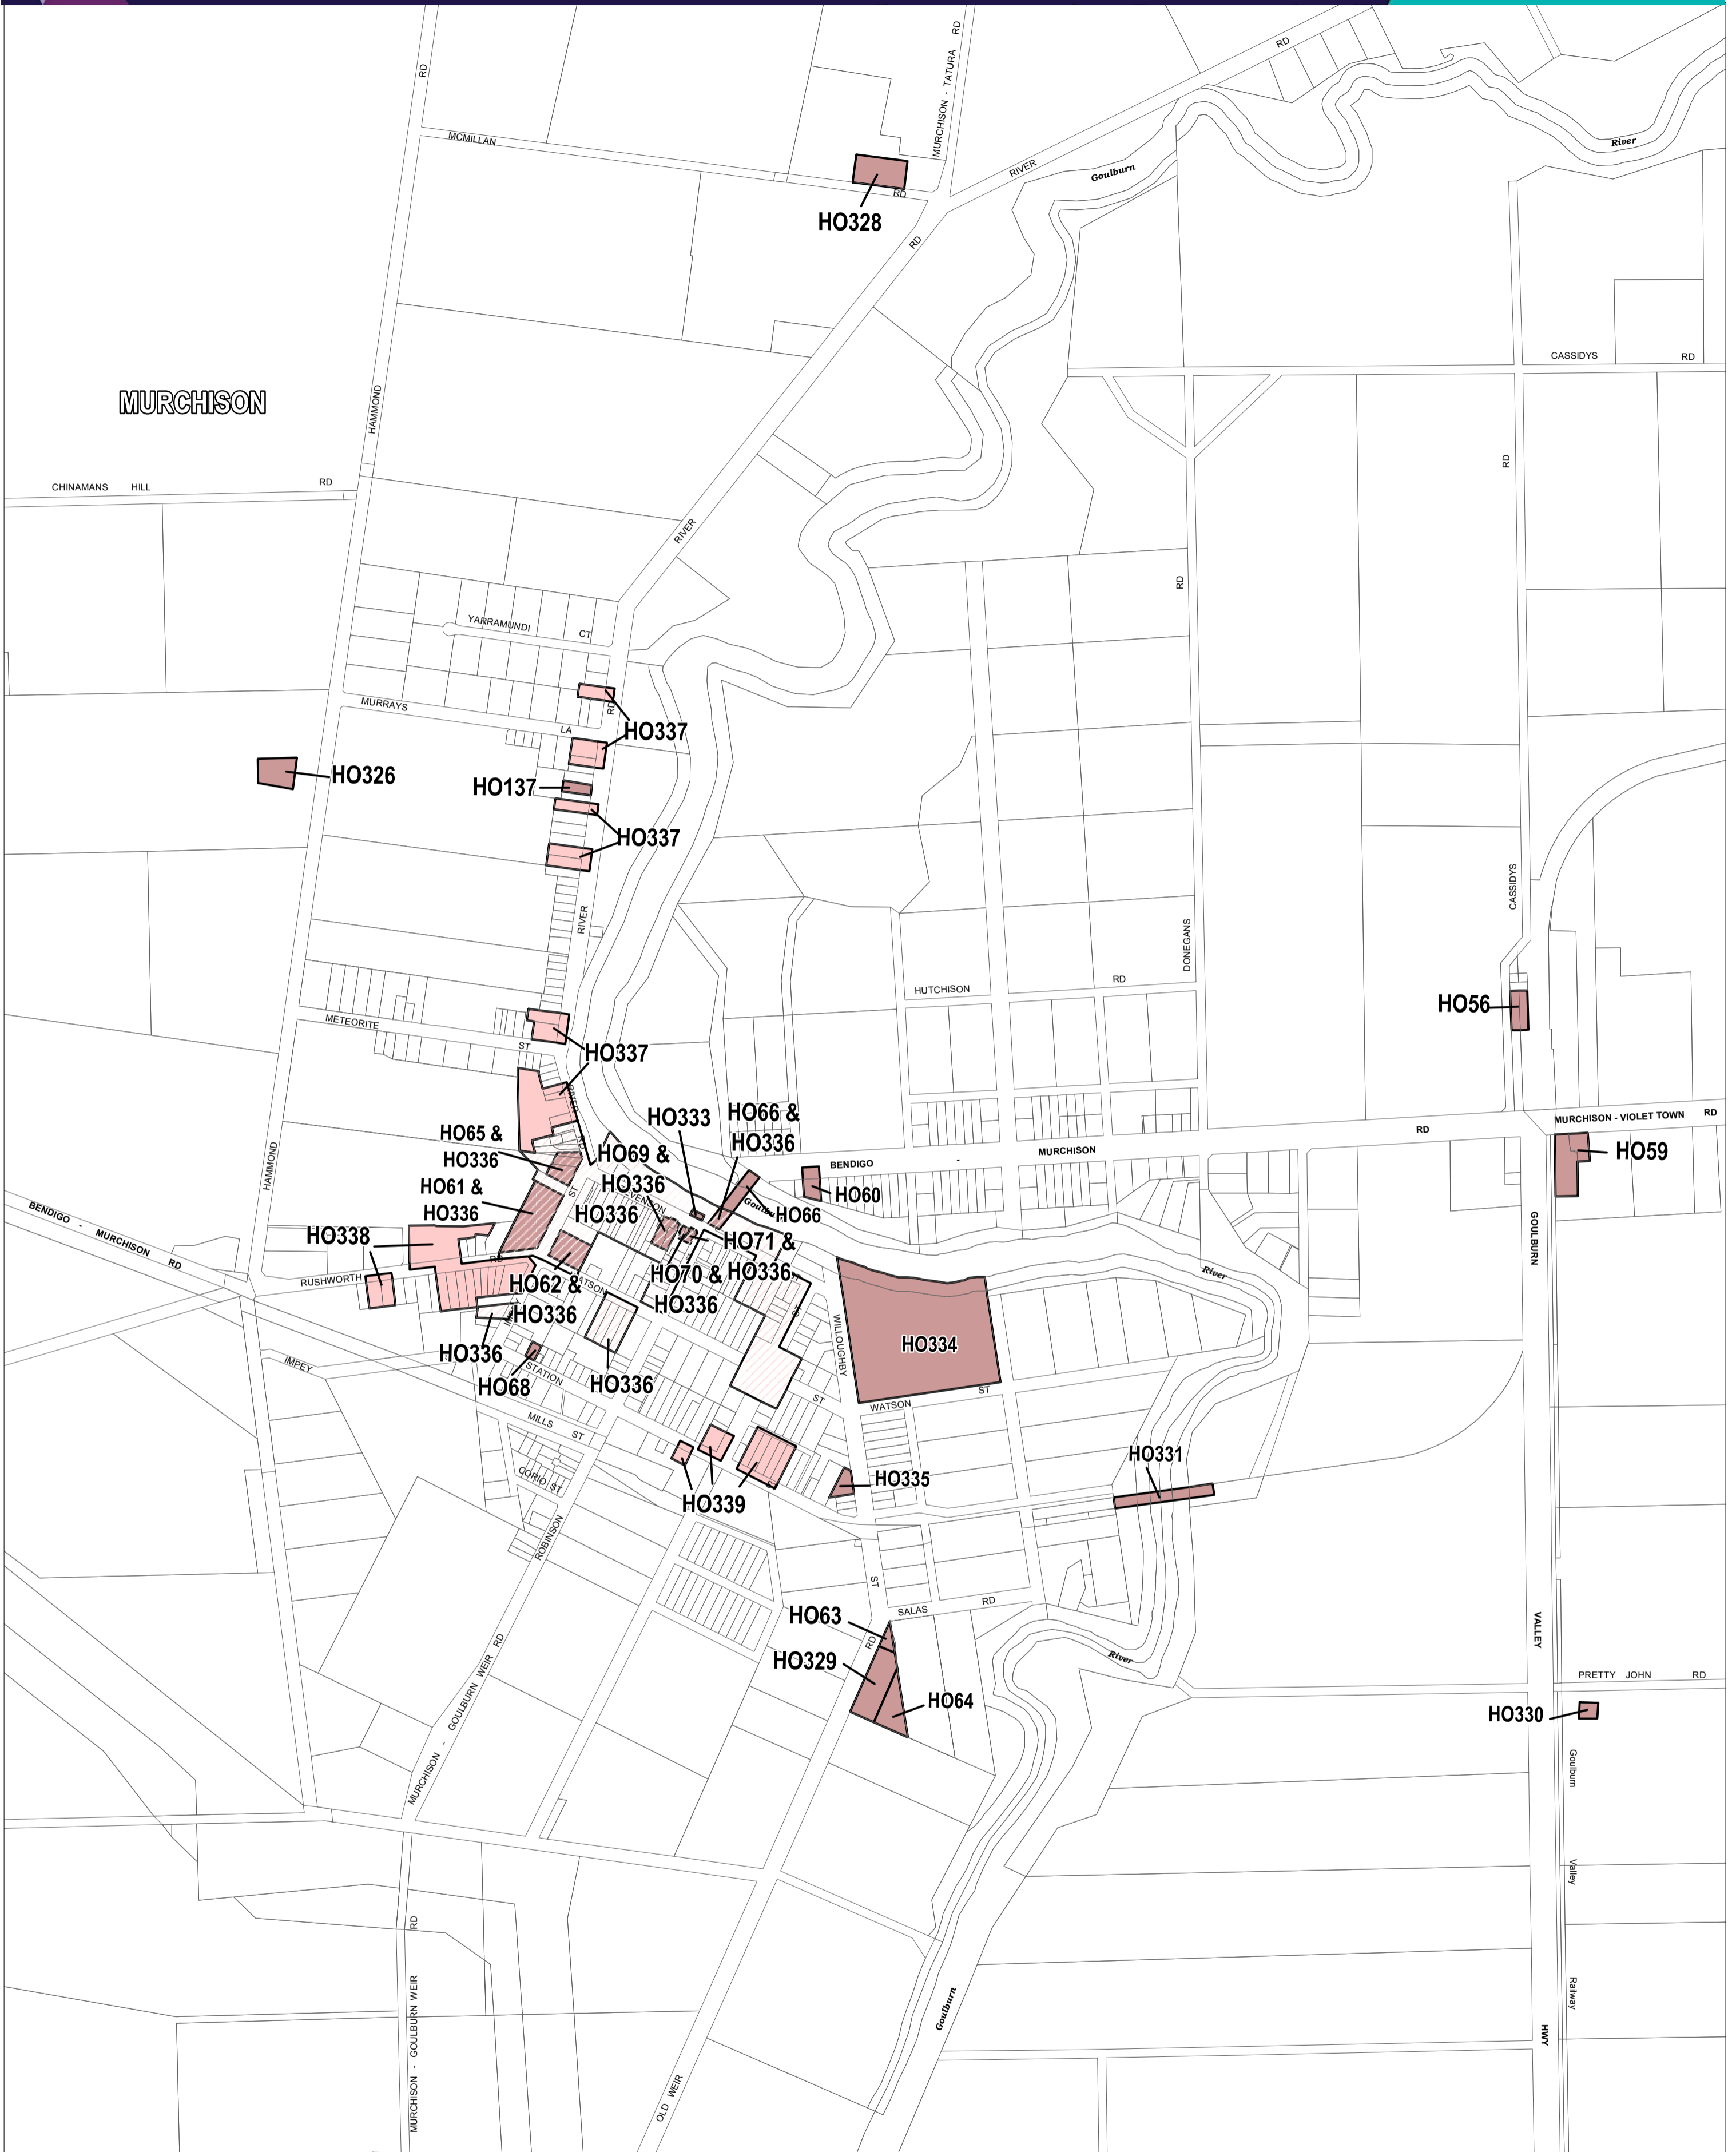 RD
MURCHISON - TATURA RD
RD
MCMILLAN
RD
RIVER
Goulburn
River
HO328
RD
CASSIDYS RD
MURCHISON
HAMMOND
CHINAMANS HILL RD
RD
RIVER
RD
YARRAMUNDI CT
MURRAYS LA
RD
HO337
HO326
HO137
HO337
RIVER
CASSIDYS
DONEGANS
HUTCHISON RD
HO56
METEORITE ST
HO337
RIVER RD
HO333
HO66 &
HO336
MURCHISON - VIOLET TOWN RD
RD
HO65 &
HO336
HAMMOND
HO69 &
HO336
BENDIGO - MURCHISON
HO59
HO61 &
HO336
ST
HO336
HO60
HO66
BENDIGO - MURCHISON RD
HO338
HO71 &
HO336
GOULBURN
RUSHWORTH RD
HO62 &
HO336
HO70 &
HO336
River
ST
WILLOUGHBY
HO334
HO336
IMPEY
HO68
STATION
HO336
ST
WATSON ST
MILLS ST
CORIO ST
HO331
HO335
HO339
ROBINSON
ST
SALAS RD
HO63
RD
HO329
HO64
River
VALLEY
PRETTY JOHN RD
HO330
MURCHISON - GOULBURN WEIR RD
Goulburn
Valley
Railway
RD
MURCHISON - GOULBURN WEIR
Goulburn
HWY
OLD WEIR